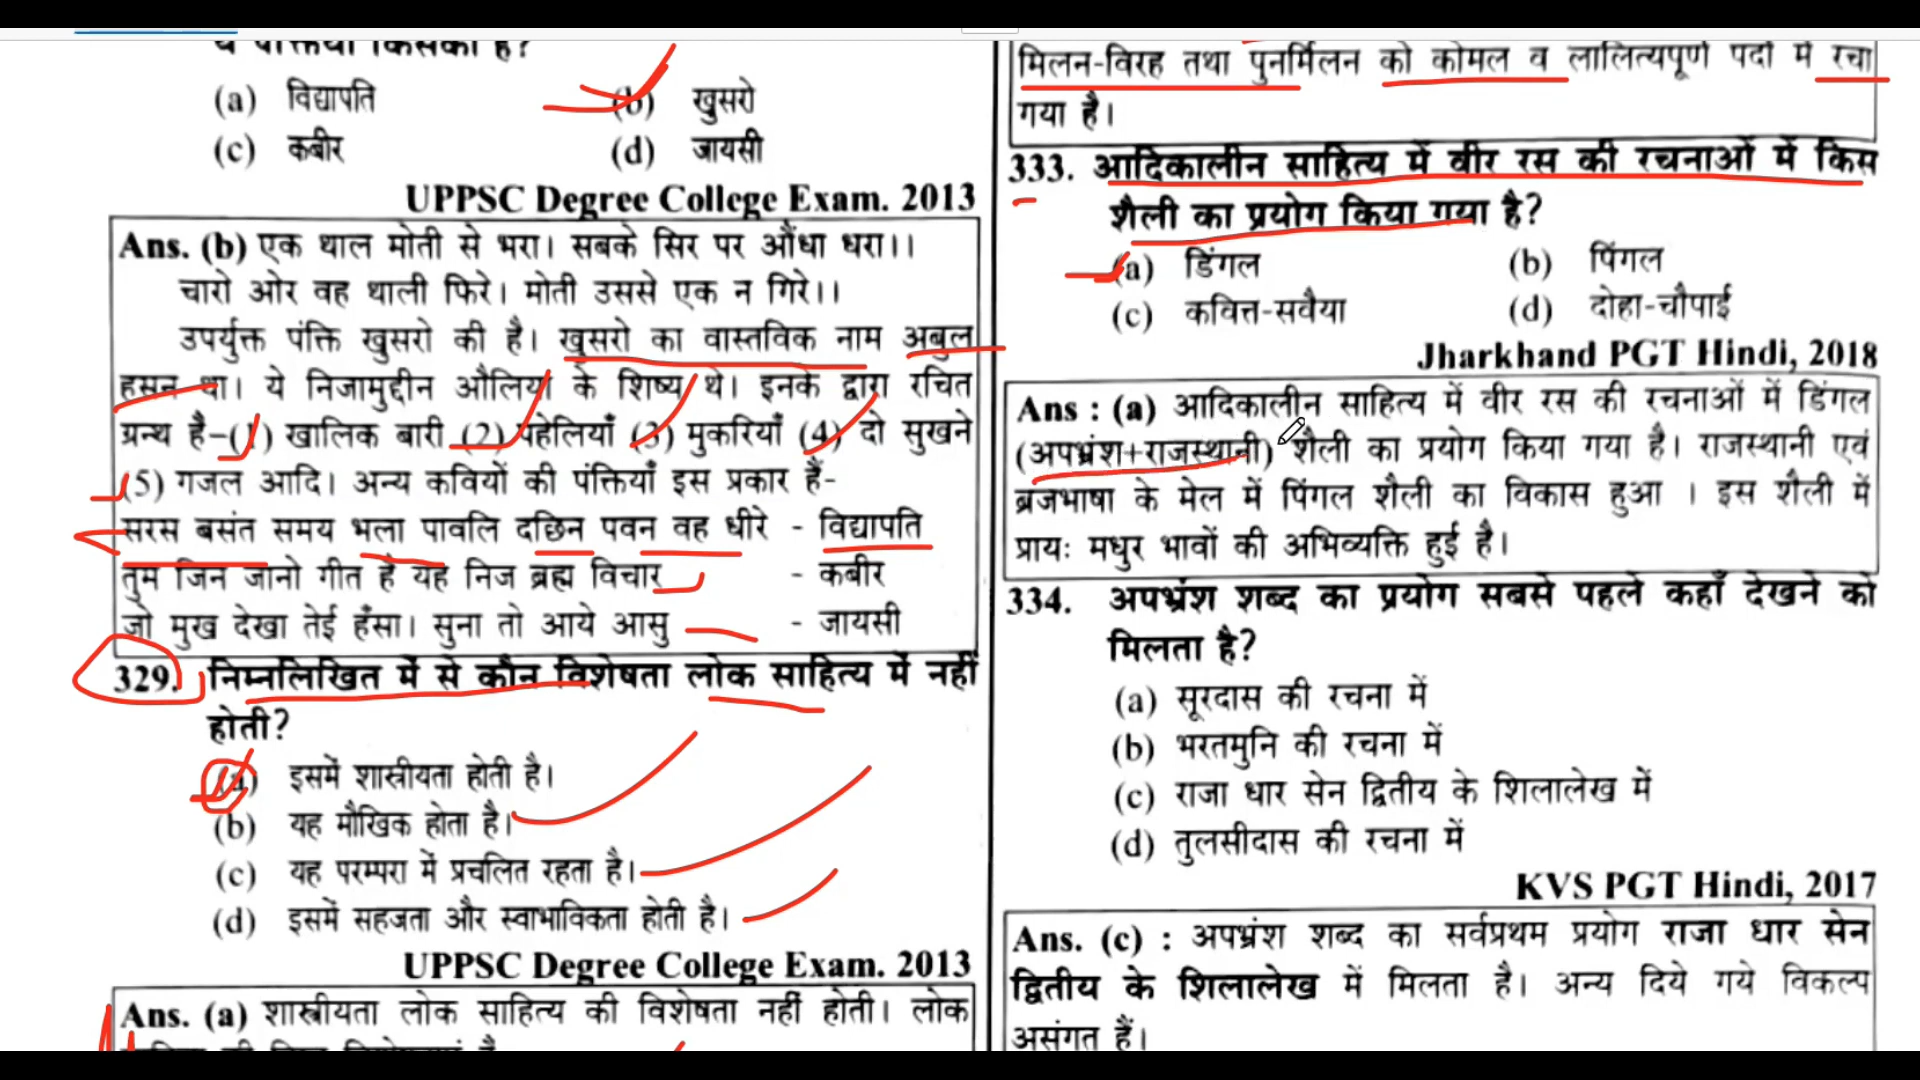 ये पंक्तियाँ किसकी हैं?
(a) विद्यापति (b) खुसरो
(c) कबीर (d) जायसी
UPPSC Degree College Exam. 2013
Ans. (b) एक थाल मोती से भरा। सबके सिर पर औंधा धरा।।
चारो ओर वह थाली फिरे। मोती उससे एक न गिरे।।
उपर्युक्त पंक्ति खुसरो की है। खुसरो का वास्तविक नाम अबुल
हसन था। ये निजामुद्दीन औलिया के शिष्य थे। इनके द्वारा रचित
ग्रन्थ है–(1) खालिक बारी (2) पहेलियाँ (3) मुकरियाँ (4) दो सुखने
(5) गजल आदि। अन्य कवियों की पंक्तियाँ इस प्रकार हैं-
सरस बसंत समय भला पावलि दछिन पवन वह धीरे - विद्यापति
तुम जिन जानो गीत है यह निज ब्रह्म विचार - कबीर
जो मुख देखा तेई हँसा। सुना तो आये आसु - जायसी
329. निम्नलिखित में से कौन विशेषता लोक साहित्य में नहीं
होती?
(a) इसमें शास्त्रीयता होती है।
(b) यह मौखिक होता है।
(c) यह परम्परा में प्रचलित रहता है।
(d) इसमें सहजता और स्वाभाविकता होती है।
UPPSC Degree College Exam. 2013
Ans. (a) शास्त्रीयता लोक साहित्य की विशेषता नहीं होती। लोक
मिलन-विरह तथा पुनर्मिलन को कोमल व लालित्यपूर्ण पदों में रचा
गया है।
333. आदिकालीन साहित्य में वीर रस की रचनाओं में किस
शैली का प्रयोग किया गया है?
(a) डिंगल (b) पिंगल
(c) कवित्त-सवैया (d) दोहा-चौपाई
Jharkhand PGT Hindi, 2018
Ans : (a) आदिकालीन साहित्य में वीर रस की रचनाओं में डिंगल
(अपभ्रंश+राजस्थानी) शैली का प्रयोग किया गया है। राजस्थानी एवं
ब्रजभाषा के मेल में पिंगल शैली का विकास हुआ । इस शैली में
प्रायः मधुर भावों की अभिव्यक्ति हुई है।
334. अपभ्रंश शब्द का प्रयोग सबसे पहले कहाँ देखने को
मिलता है?
(a) सूरदास की रचना में
(b) भरतमुनि की रचना में
(c) राजा धार सेन द्वितीय के शिलालेख में
(d) तुलसीदास की रचना में
KVS PGT Hindi, 2017
Ans. (c) : अपभ्रंश शब्द का सर्वप्रथम प्रयोग राजा धार सेन
द्वितीय के शिलालेख में मिलता है। अन्य दिये गये विकल्प
असंगत हैं।